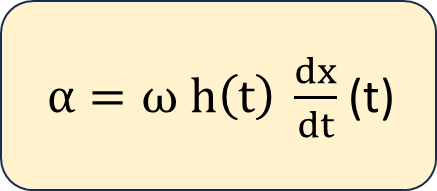 α = ω h(t) dx/dt (t)